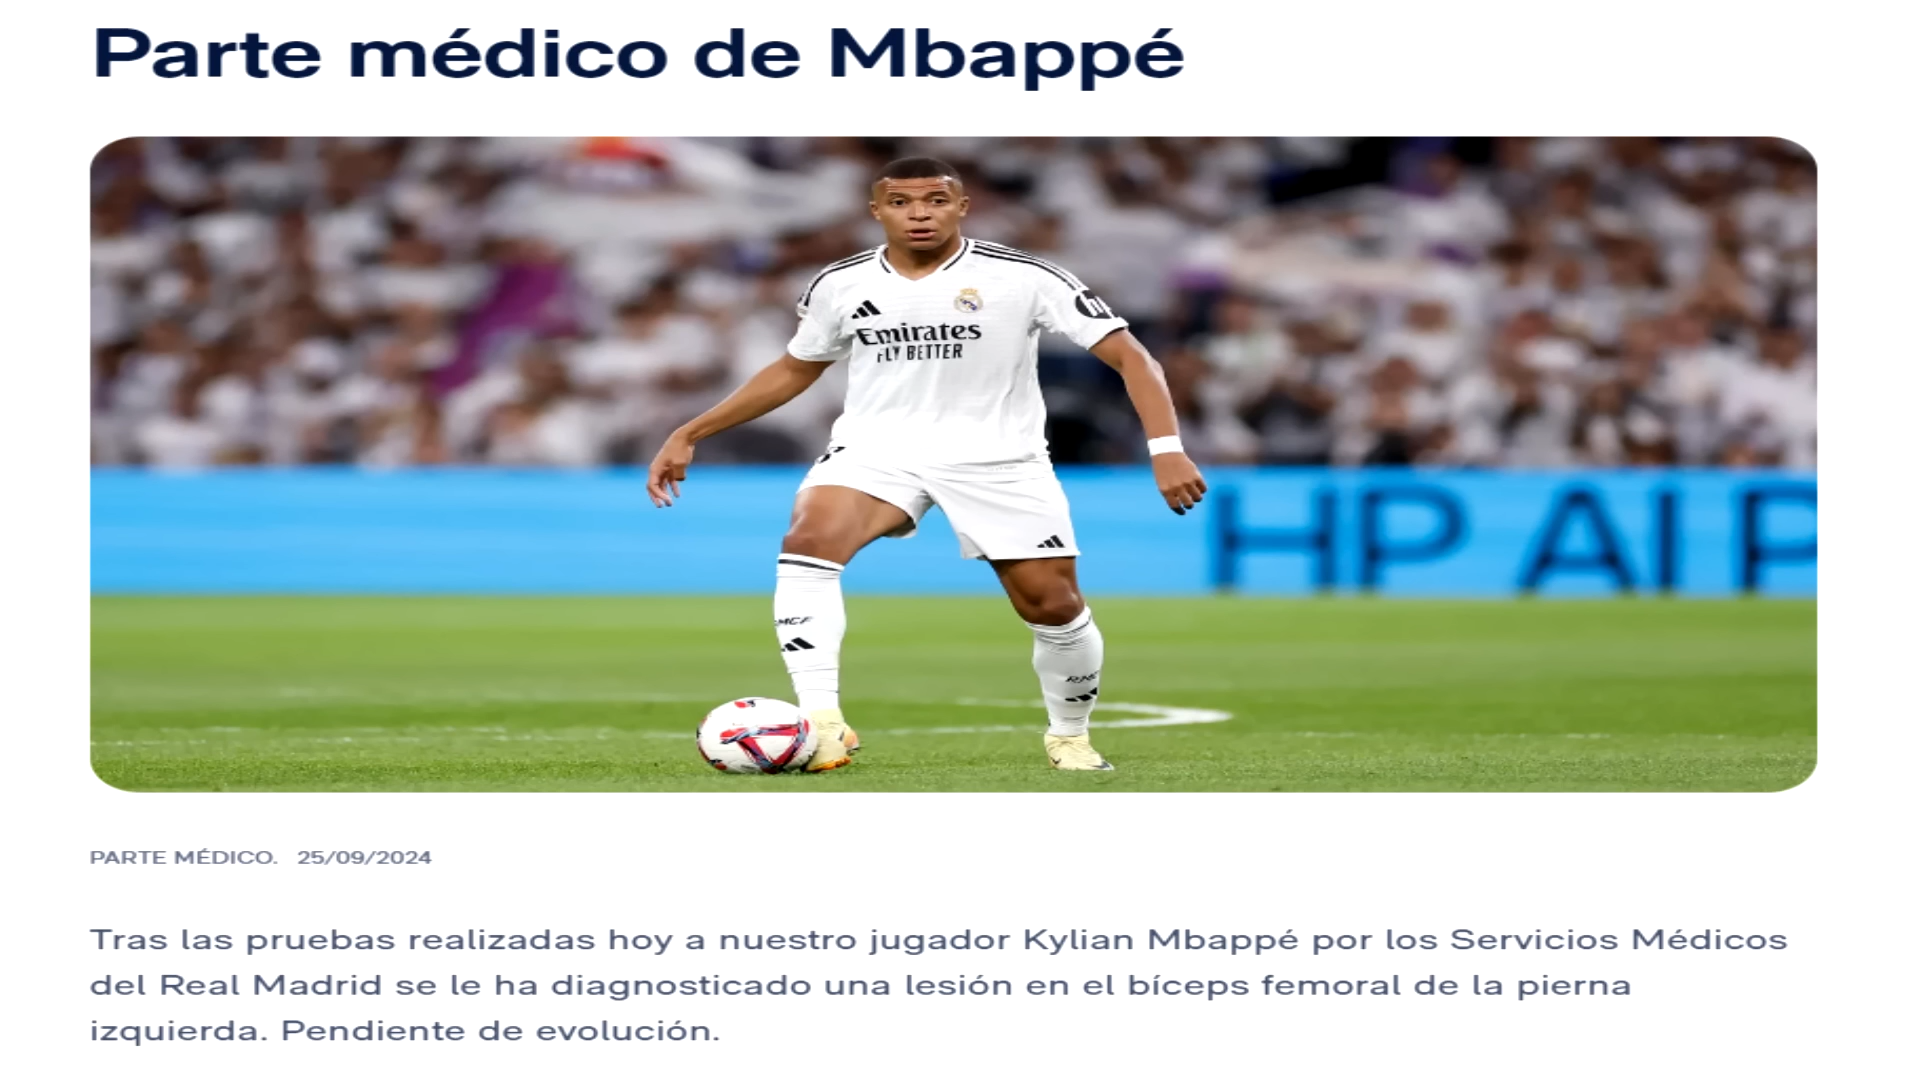 Parte médico de Mbappé
hp
Emirates
FLY BETTER
HP AI P
RMCF
PARTE MÉDICO. 25/09/2024
Tras las pruebas realizadas hoy a nuestro jugador Kylian Mbappé por los Servicios Médicos
del Real Madrid se le ha diagnosticado una lesión en el bíceps femoral de la pierna
izquierda. Pendiente de evolución.